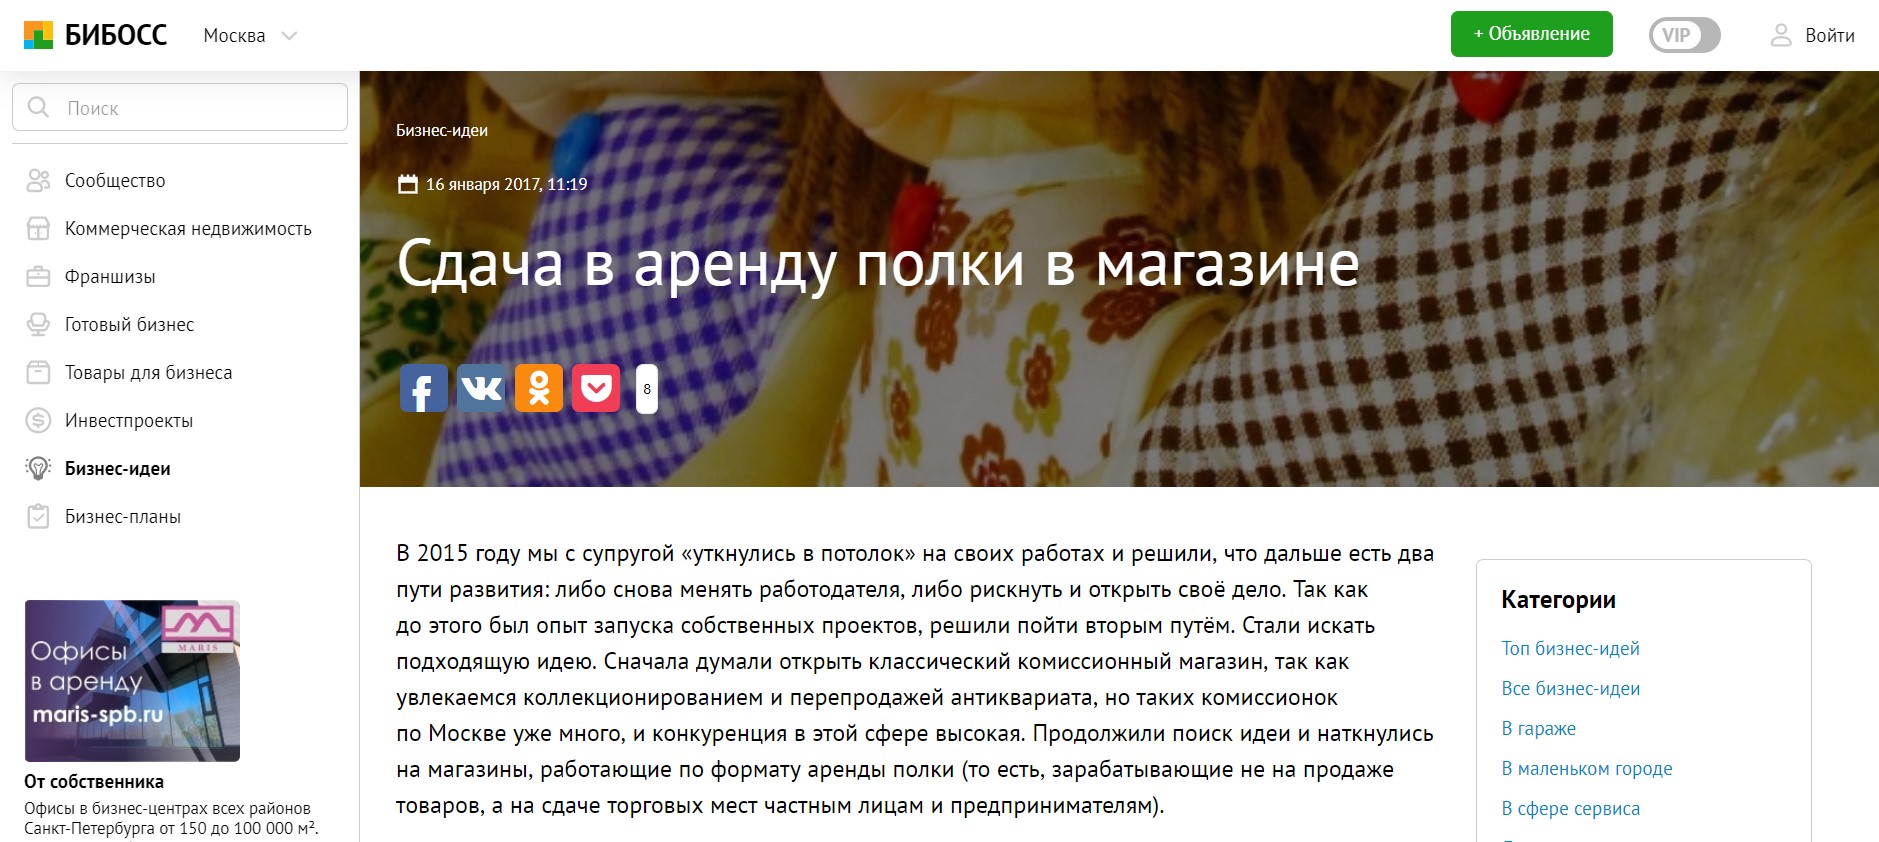 БИБОСС
Москва
+ Объявление
VIP
Войти
Поиск
Сообщество
Коммерческая недвижимость
Франшизы
Готовый бизнес
Товары для бизнеса
Инвестпроекты
Бизнес-идеи
Бизнес-планы
MARIS
Офисы
в аренду
maris-spb.ru
От собственника
Офисы в бизнес-центрах всех районов
Санкт-Петербурга от 150 до 100 000 м².
Бизнес-идеи
16 января 2017, 11:19
Сдача в аренду полки в магазине
8
В 2015 году мы с супругой «уткнулись в потолок» на своих работах и решили, что дальше есть два
пути развития: либо снова менять работодателя, либо рискнуть и открыть своё дело. Так как
до этого был опыт запуска собственных проектов, решили пойти вторым путём. Стали искать
подходящую идею. Сначала думали открыть классический комиссионный магазин, так как
увлекаемся коллекционированием и перепродажей антиквариата, но таких комиссионок
по Москве уже много, и конкуренция в этой сфере высокая. Продолжили поиск идеи и наткнулись
на магазины, работающие по формату аренды полки (то есть, зарабатывающие не на продаже
товаров, а на сдаче торговых мест частным лицам и предпринимателям).
Категории
Топ бизнес-идей
Все бизнес-идеи
В гараже
В маленьком городе
В сфере сервиса